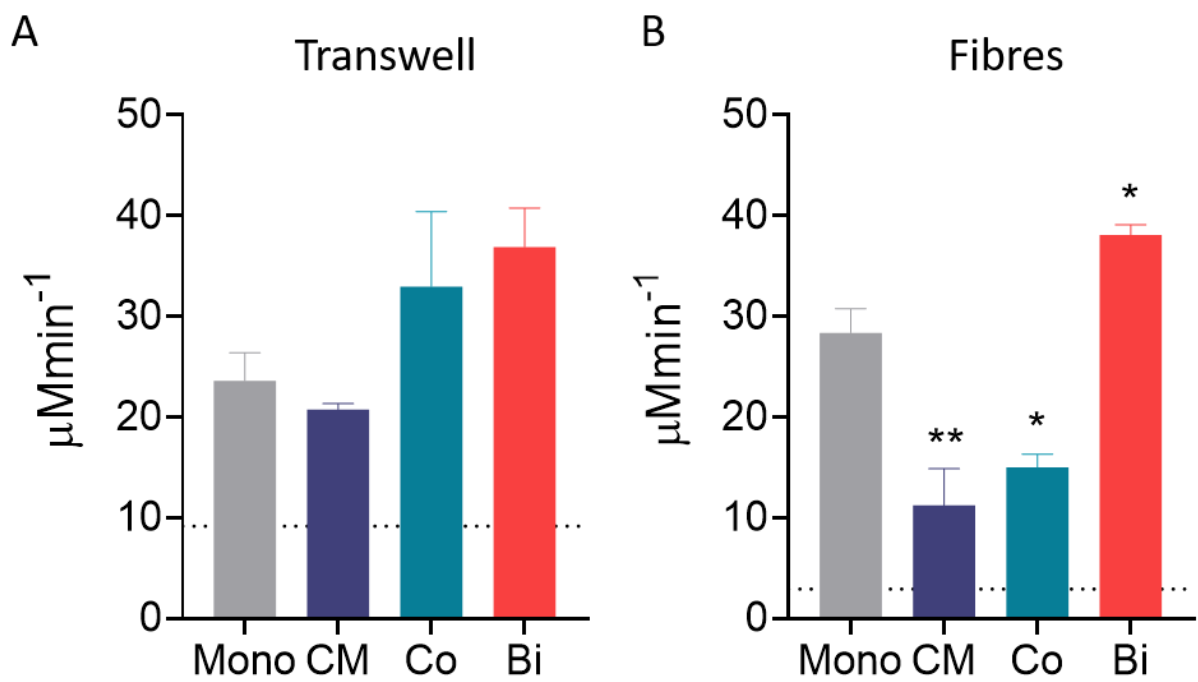 A
Transwell
50
40
30
20
10
0
μMmin⁻¹
Mono CM Co Bi
B
Fibres
50
40
30
20
10
0
μMmin⁻¹
*
**
*
Mono CM Co Bi